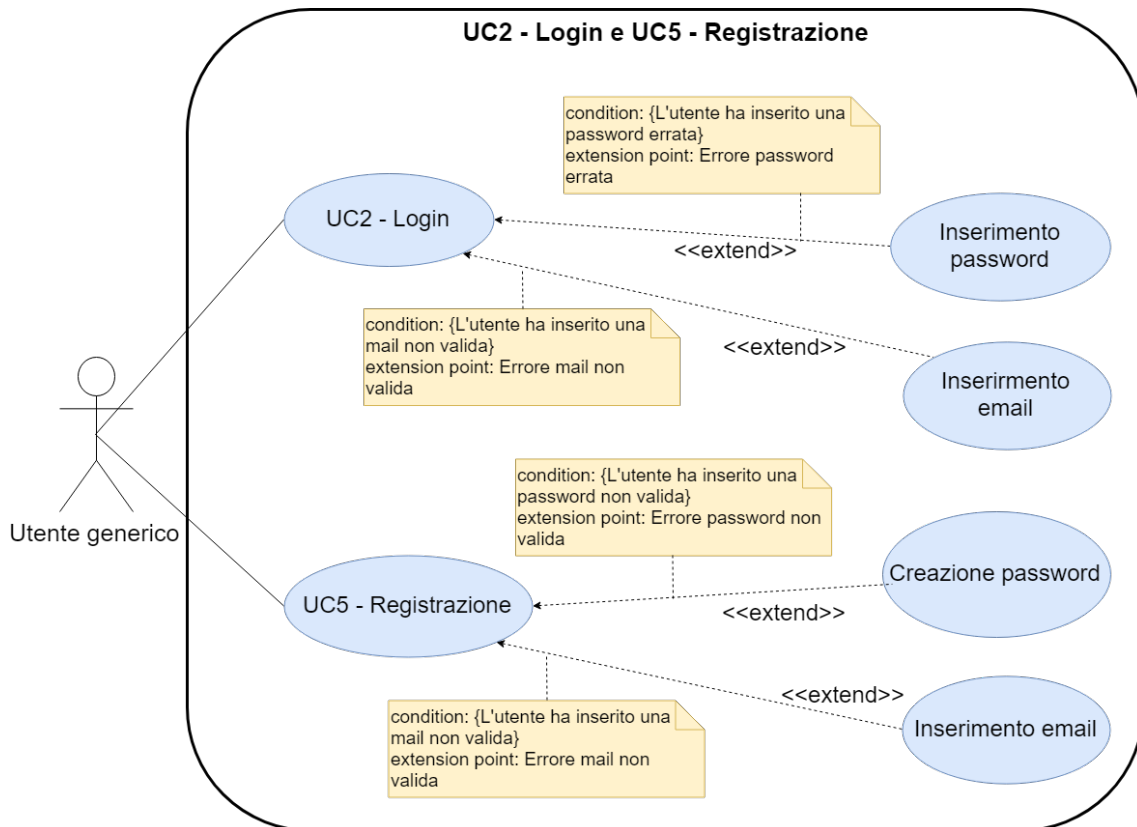 UC2 - Login e UC5 - Registrazione
condition: {L'utente ha inserito una
password errata}
extension point: Errore password
errata
UC2 - Login
<<extend>>
Inserimento
password
condition: {L'utente ha inserito una
mail non valida}
extension point: Errore mail non
valida
<<extend>>
Inserirmento
email
Utente generico
condition: {L'utente ha inserito una
password non valida}
extension point: Errore password non
valida
UC5 - Registrazione
<<extend>>
Creazione password
condition: {L'utente ha inserito una
mail non valida}
extension point: Errore mail non
valida
<<extend>>
Inserimento email